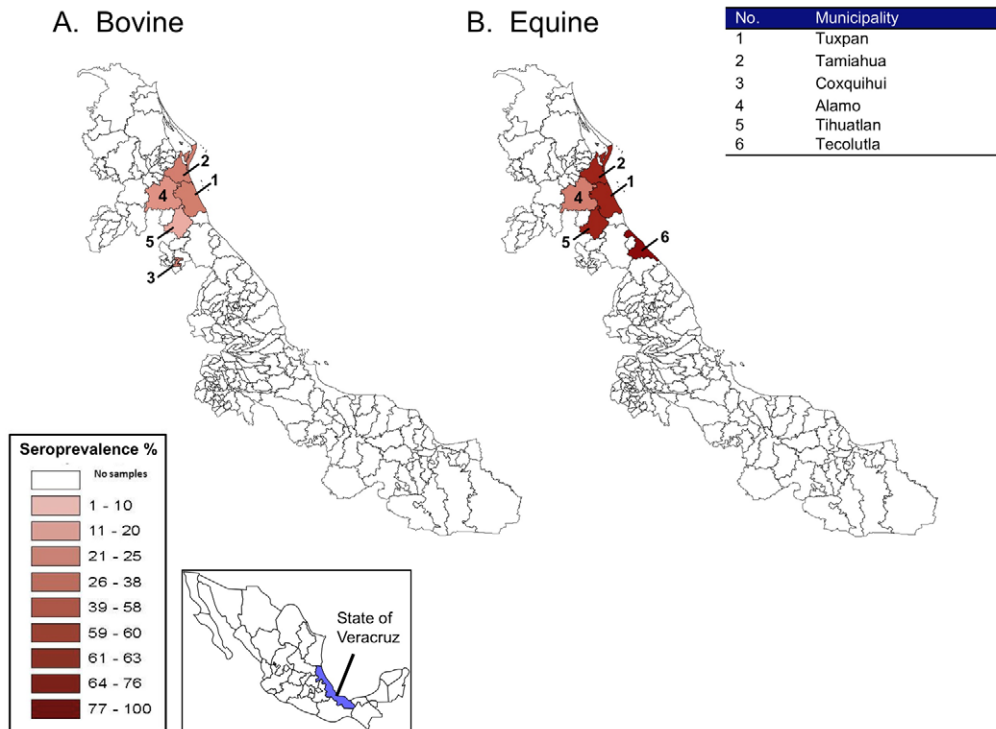 A. Bovine
B. Equine
No. Municipality
1 Tuxpan
2 Tamiahua
3 Coxquihui
4 Alamo
5 Tihuatlan
6 Tecolutla
2
1
4
5
3
2
1
4
5
6
Seroprevalence %
No samples
1 - 10
11 - 20
21 - 25
26 - 38
39 - 58
59 - 60
61 - 63
64 - 76
77 - 100
State of
Veracruz